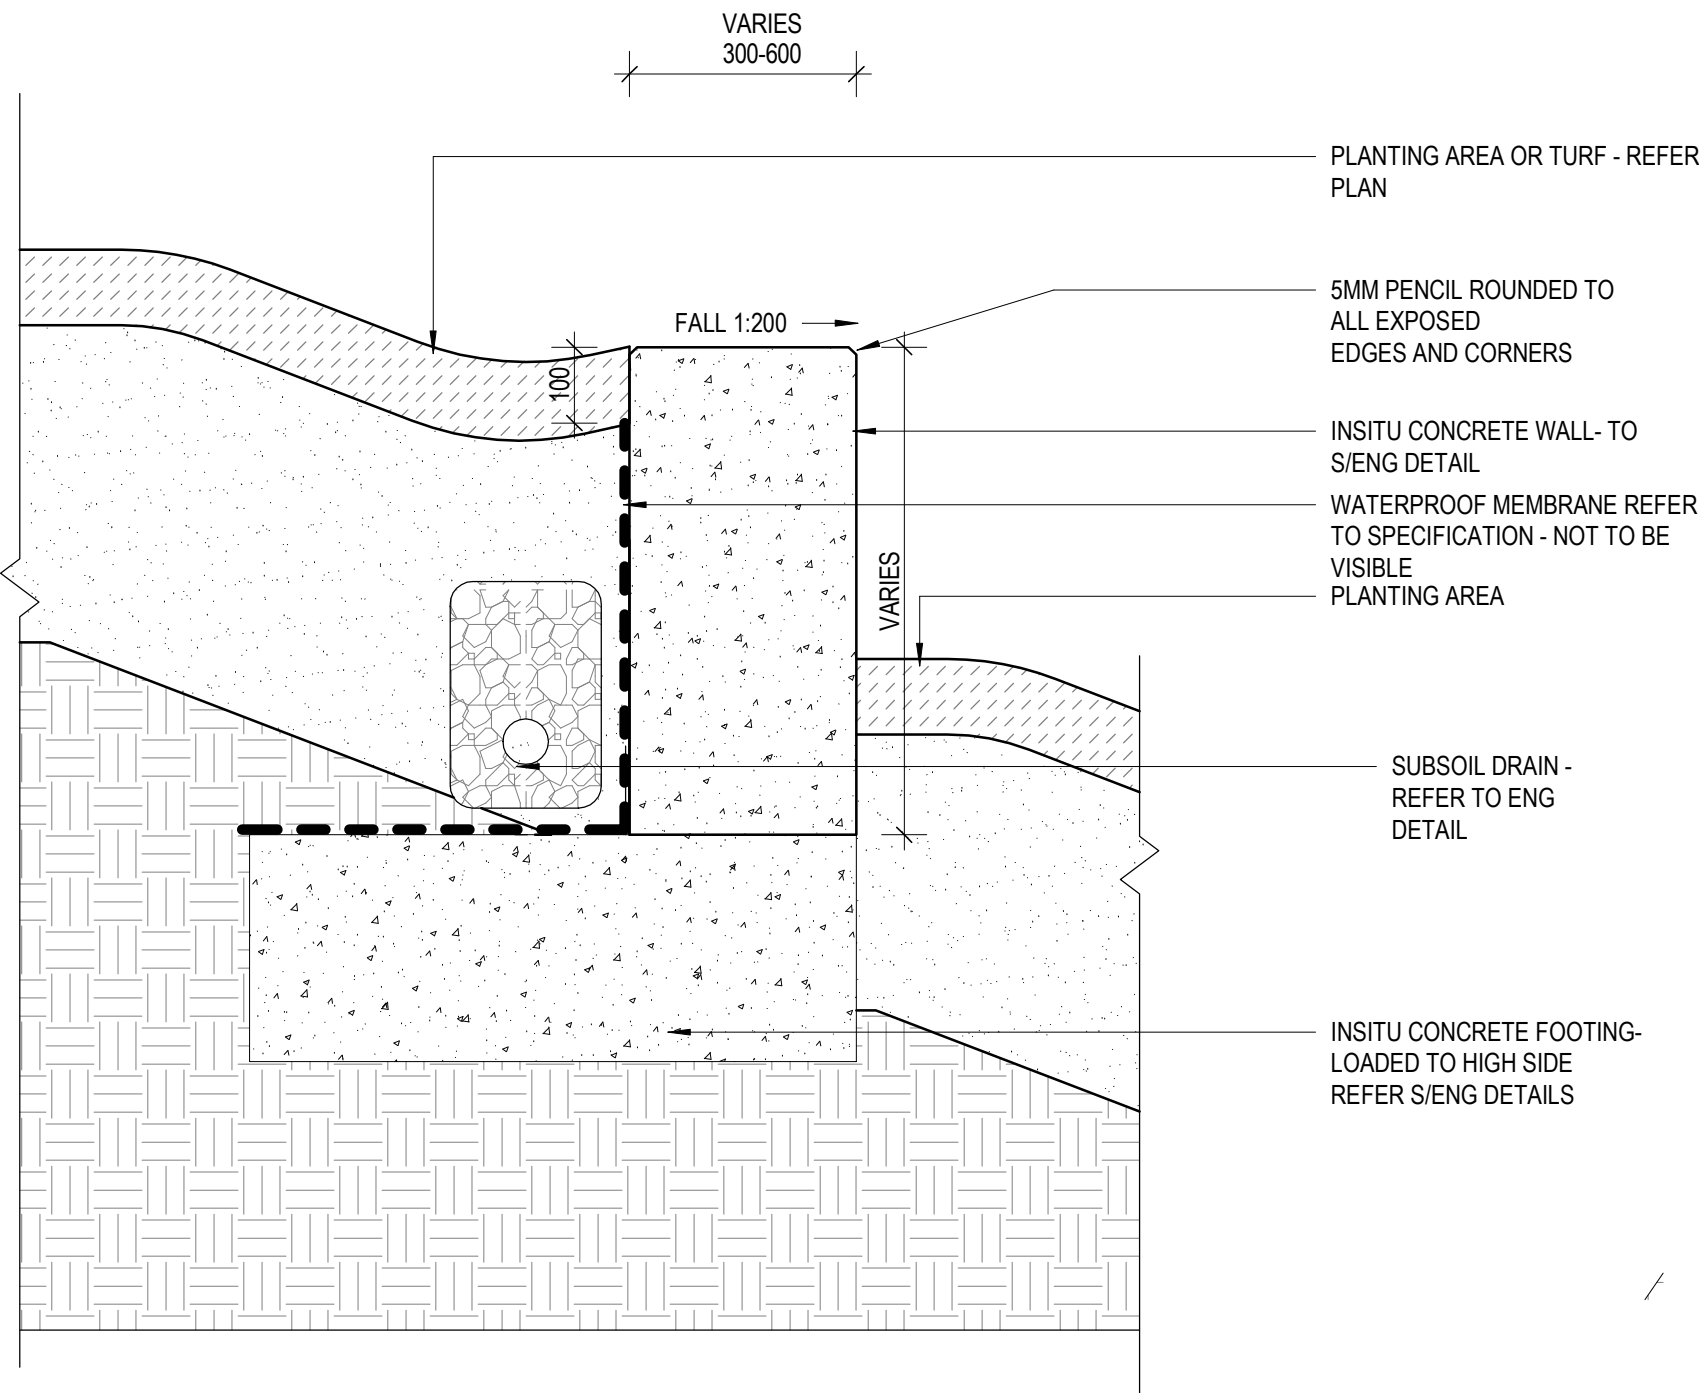 VARIES
300-600
PLANTING AREA OR TURF - REFER
PLAN
5MM PENCIL ROUNDED TO
ALL EXPOSED
EDGES AND CORNERS
FALL 1:200
100
INSITU CONCRETE WALL- TO
S/ENG DETAIL
WATERPROOF MEMBRANE REFER
TO SPECIFICATION - NOT TO BE
VISIBLE
VARIES
PLANTING AREA
SUBSOIL DRAIN -
REFER TO ENG
DETAIL
INSITU CONCRETE FOOTING-
LOADED TO HIGH SIDE
REFER S/ENG DETAILS